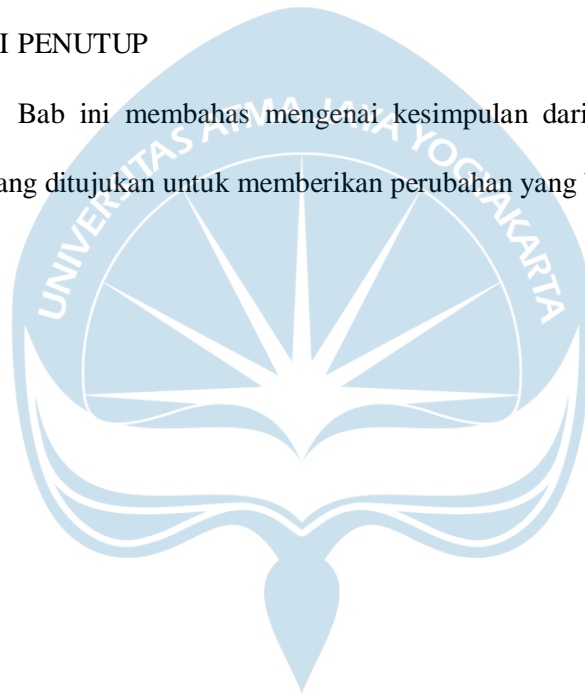 I PENUTUP
Bab ini membahas mengenai kesimpulan dari
ang ditujukan untuk memberikan perubahan yang
UNIVERSITAS ATMA JAYA YOGYAKARTA